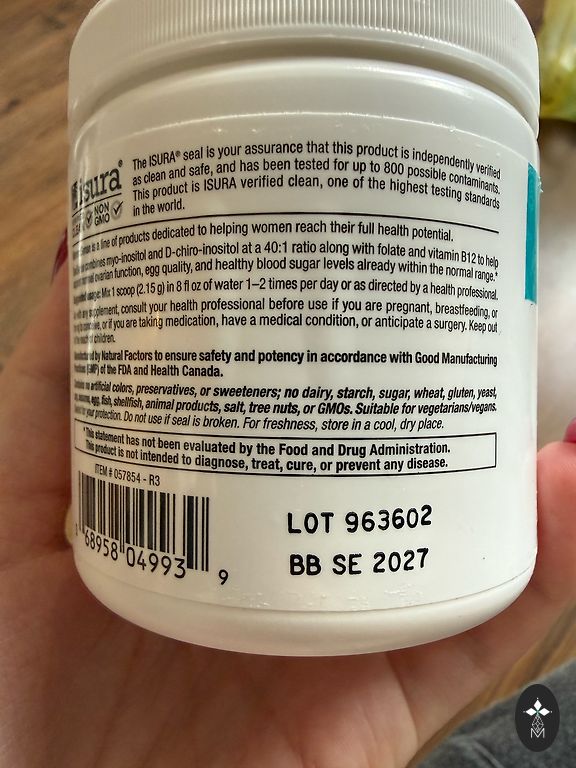 isura®
NON
GMO
The ISURA® seal is your assurance that this product is independently verified
as clean and safe, and has been tested for up to 800 possible contaminants.
This product is ISURA verified clean, one of the highest testing standards
in the world.
is a line of products dedicated to helping women reach their full health potential.
combines myo-inositol and D-chiro-inositol at a 40:1 ratio along with folate and vitamin B12 to help
ovarian function, egg quality, and healthy blood sugar levels already within the normal range.*
usage: Mix 1 scoop (2.15 g) in 8 fl oz of water 1–2 times per day or as directed by a health professional.
supplement, consult your health professional before use if you are pregnant, breastfeeding, or
or if you are taking medication, have a medical condition, or anticipate a surgery. Keep out
of children.
by Natural Factors to ensure safety and potency in accordance with Good Manufacturing
(GMP) of the FDA and Health Canada.
no artificial colors, preservatives, or sweeteners; no dairy, starch, sugar, wheat, gluten, yeast,
egg, fish, shellfish, animal products, salt, tree nuts, or GMOs. Suitable for vegetarians/vegans.
for your protection. Do not use if seal is broken. For freshness, store in a cool, dry place.
*This statement has not been evaluated by the Food and Drug Administration.
This product is not intended to diagnose, treat, cure, or prevent any disease.
ITEM # 057854 - R3
68958 04993 9
LOT 963602
BB SE 2027
M